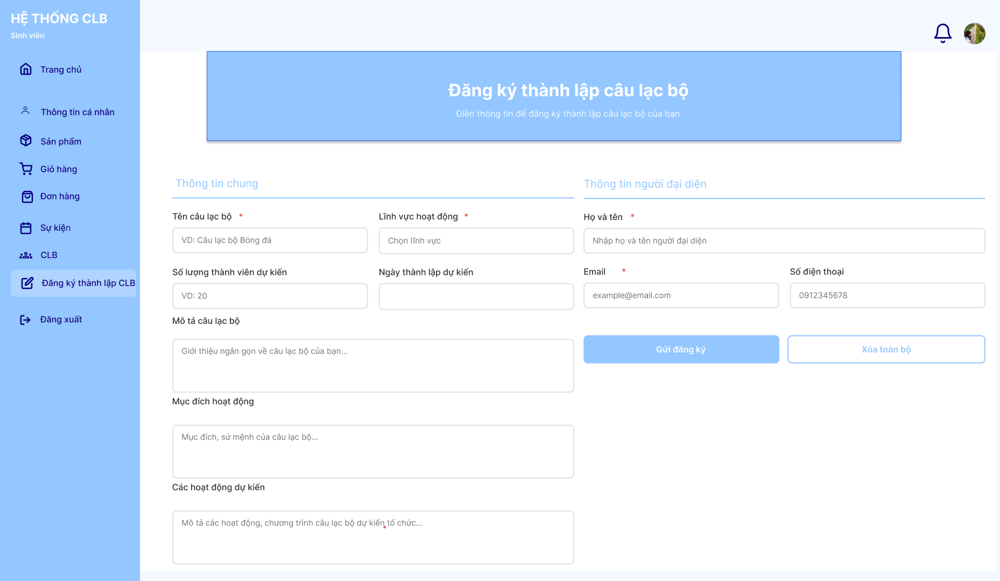 HỆ THỐNG CLB
Sinh viên
Trang chủ
Thông tin cá nhân
Sản phẩm
Giỏ hàng
Đơn hàng
Sự kiện
CLB
Đăng ký thành lập CLB
Đăng xuất
Đăng ký thành lập câu lạc bộ
Điền thông tin để đăng ký thành lập câu lạc bộ của bạn
Thông tin chung
Tên câu lạc bộ *
Lĩnh vực hoạt động *
VD: Câu lạc bộ Bóng đá
Chọn lĩnh vực
Số lượng thành viên dự kiến
Ngày thành lập dự kiến
VD: 20
Mô tả câu lạc bộ
Giới thiệu ngắn gọn về câu lạc bộ của bạn...
Mục đích hoạt động
Mục đích, sứ mệnh của câu lạc bộ...
Các hoạt động dự kiến
Mô tả các hoạt động, chương trình câu lạc bộ dự kiến tổ chức...
*
Thông tin người đại diện
Họ và tên *
Nhập họ và tên người đại diện
Email *
Số điện thoại
example@email.com
0912345678
Gửi đăng ký
Xóa toàn bộ